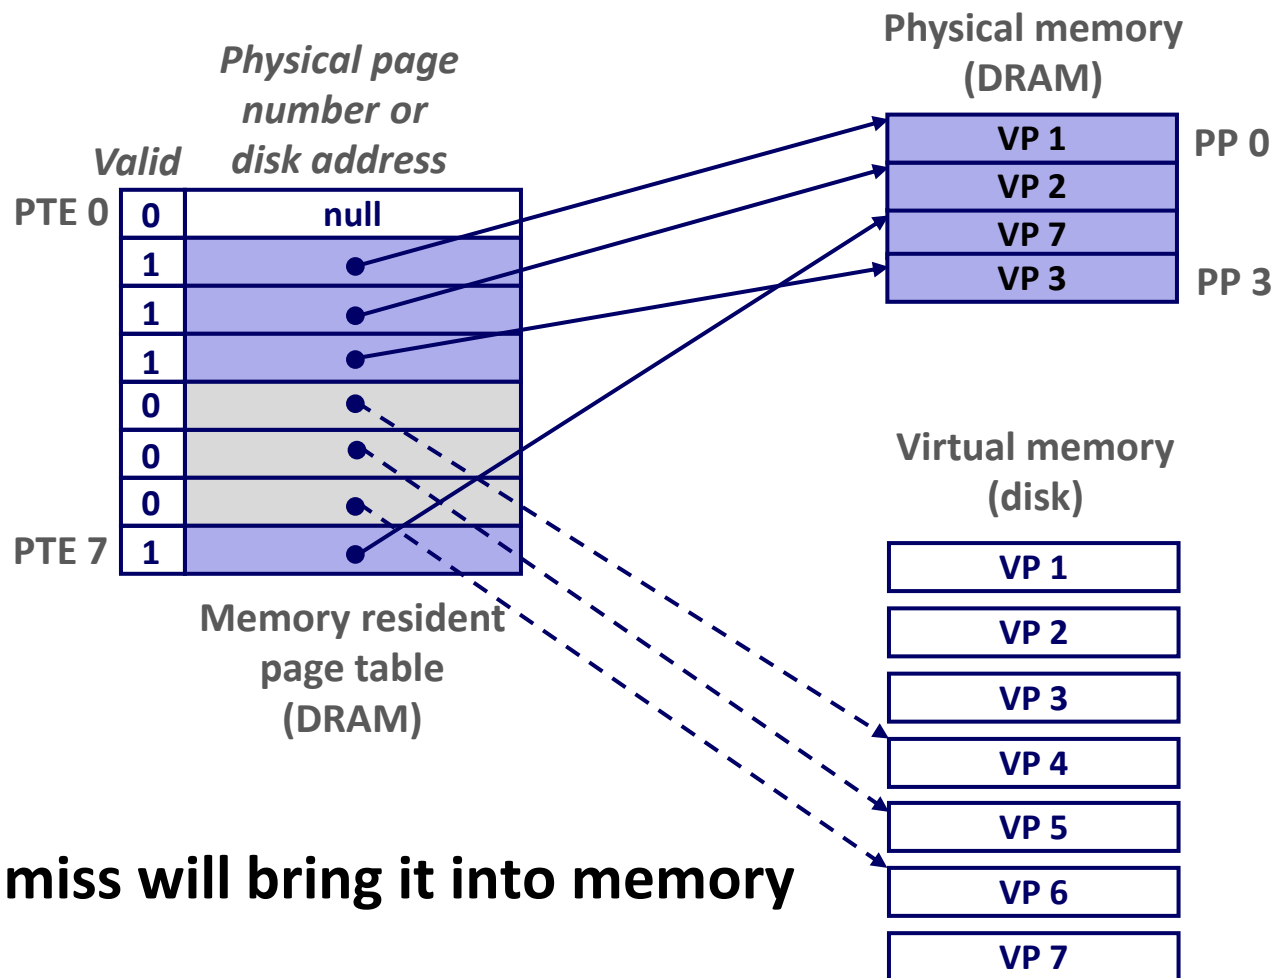 Physical page
number or
disk address
Valid
PTE 0
0
null
1
1
1
0
0
0
PTE 7
1
Memory resident
page table
(DRAM)
Physical memory
(DRAM)
VP 1
PP 0
VP 2
VP 7
VP 3
PP 3
Virtual memory
(disk)
VP 1
VP 2
VP 3
VP 4
VP 5
VP 6
VP 7
miss will bring it into memory